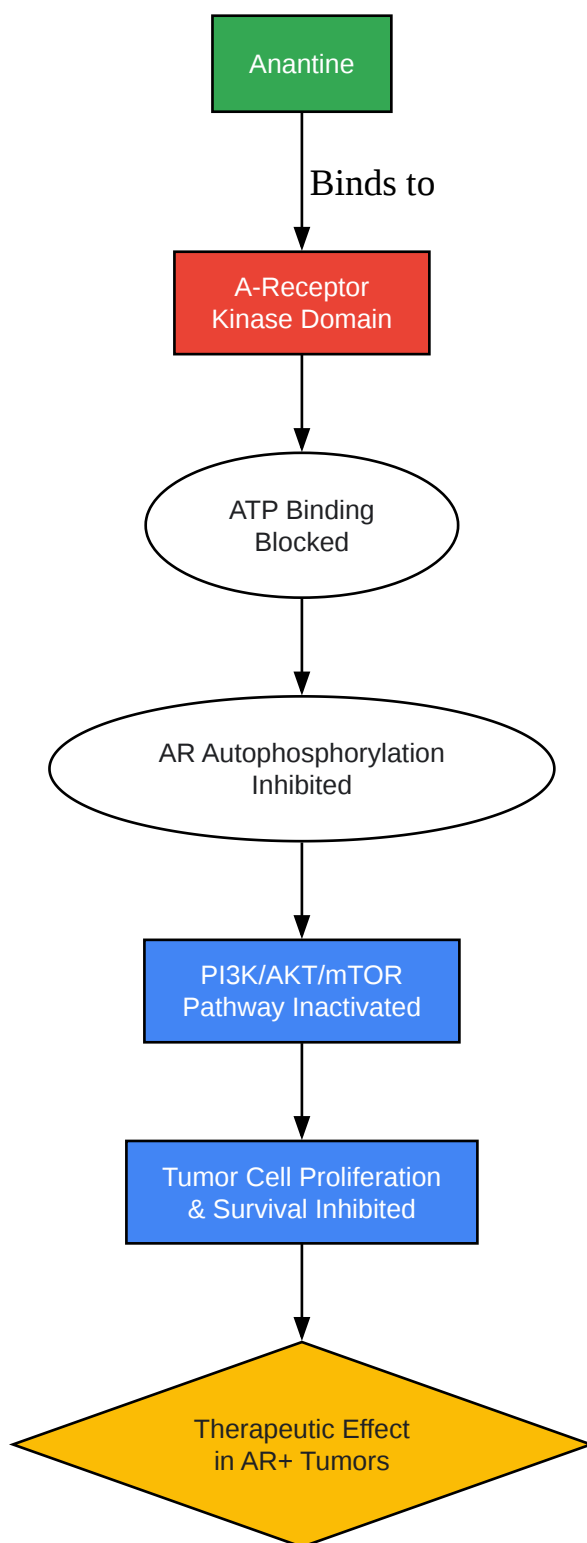 Anantine
Binds to
A-Receptor
Kinase Domain
ATP Binding
Blocked
AR Autophosphorylation
Inhibited
PI3K/AKT/mTOR
Pathway Inactivated
Tumor Cell Proliferation
& Survival Inhibited
Therapeutic Effect
in AR+ Tumors